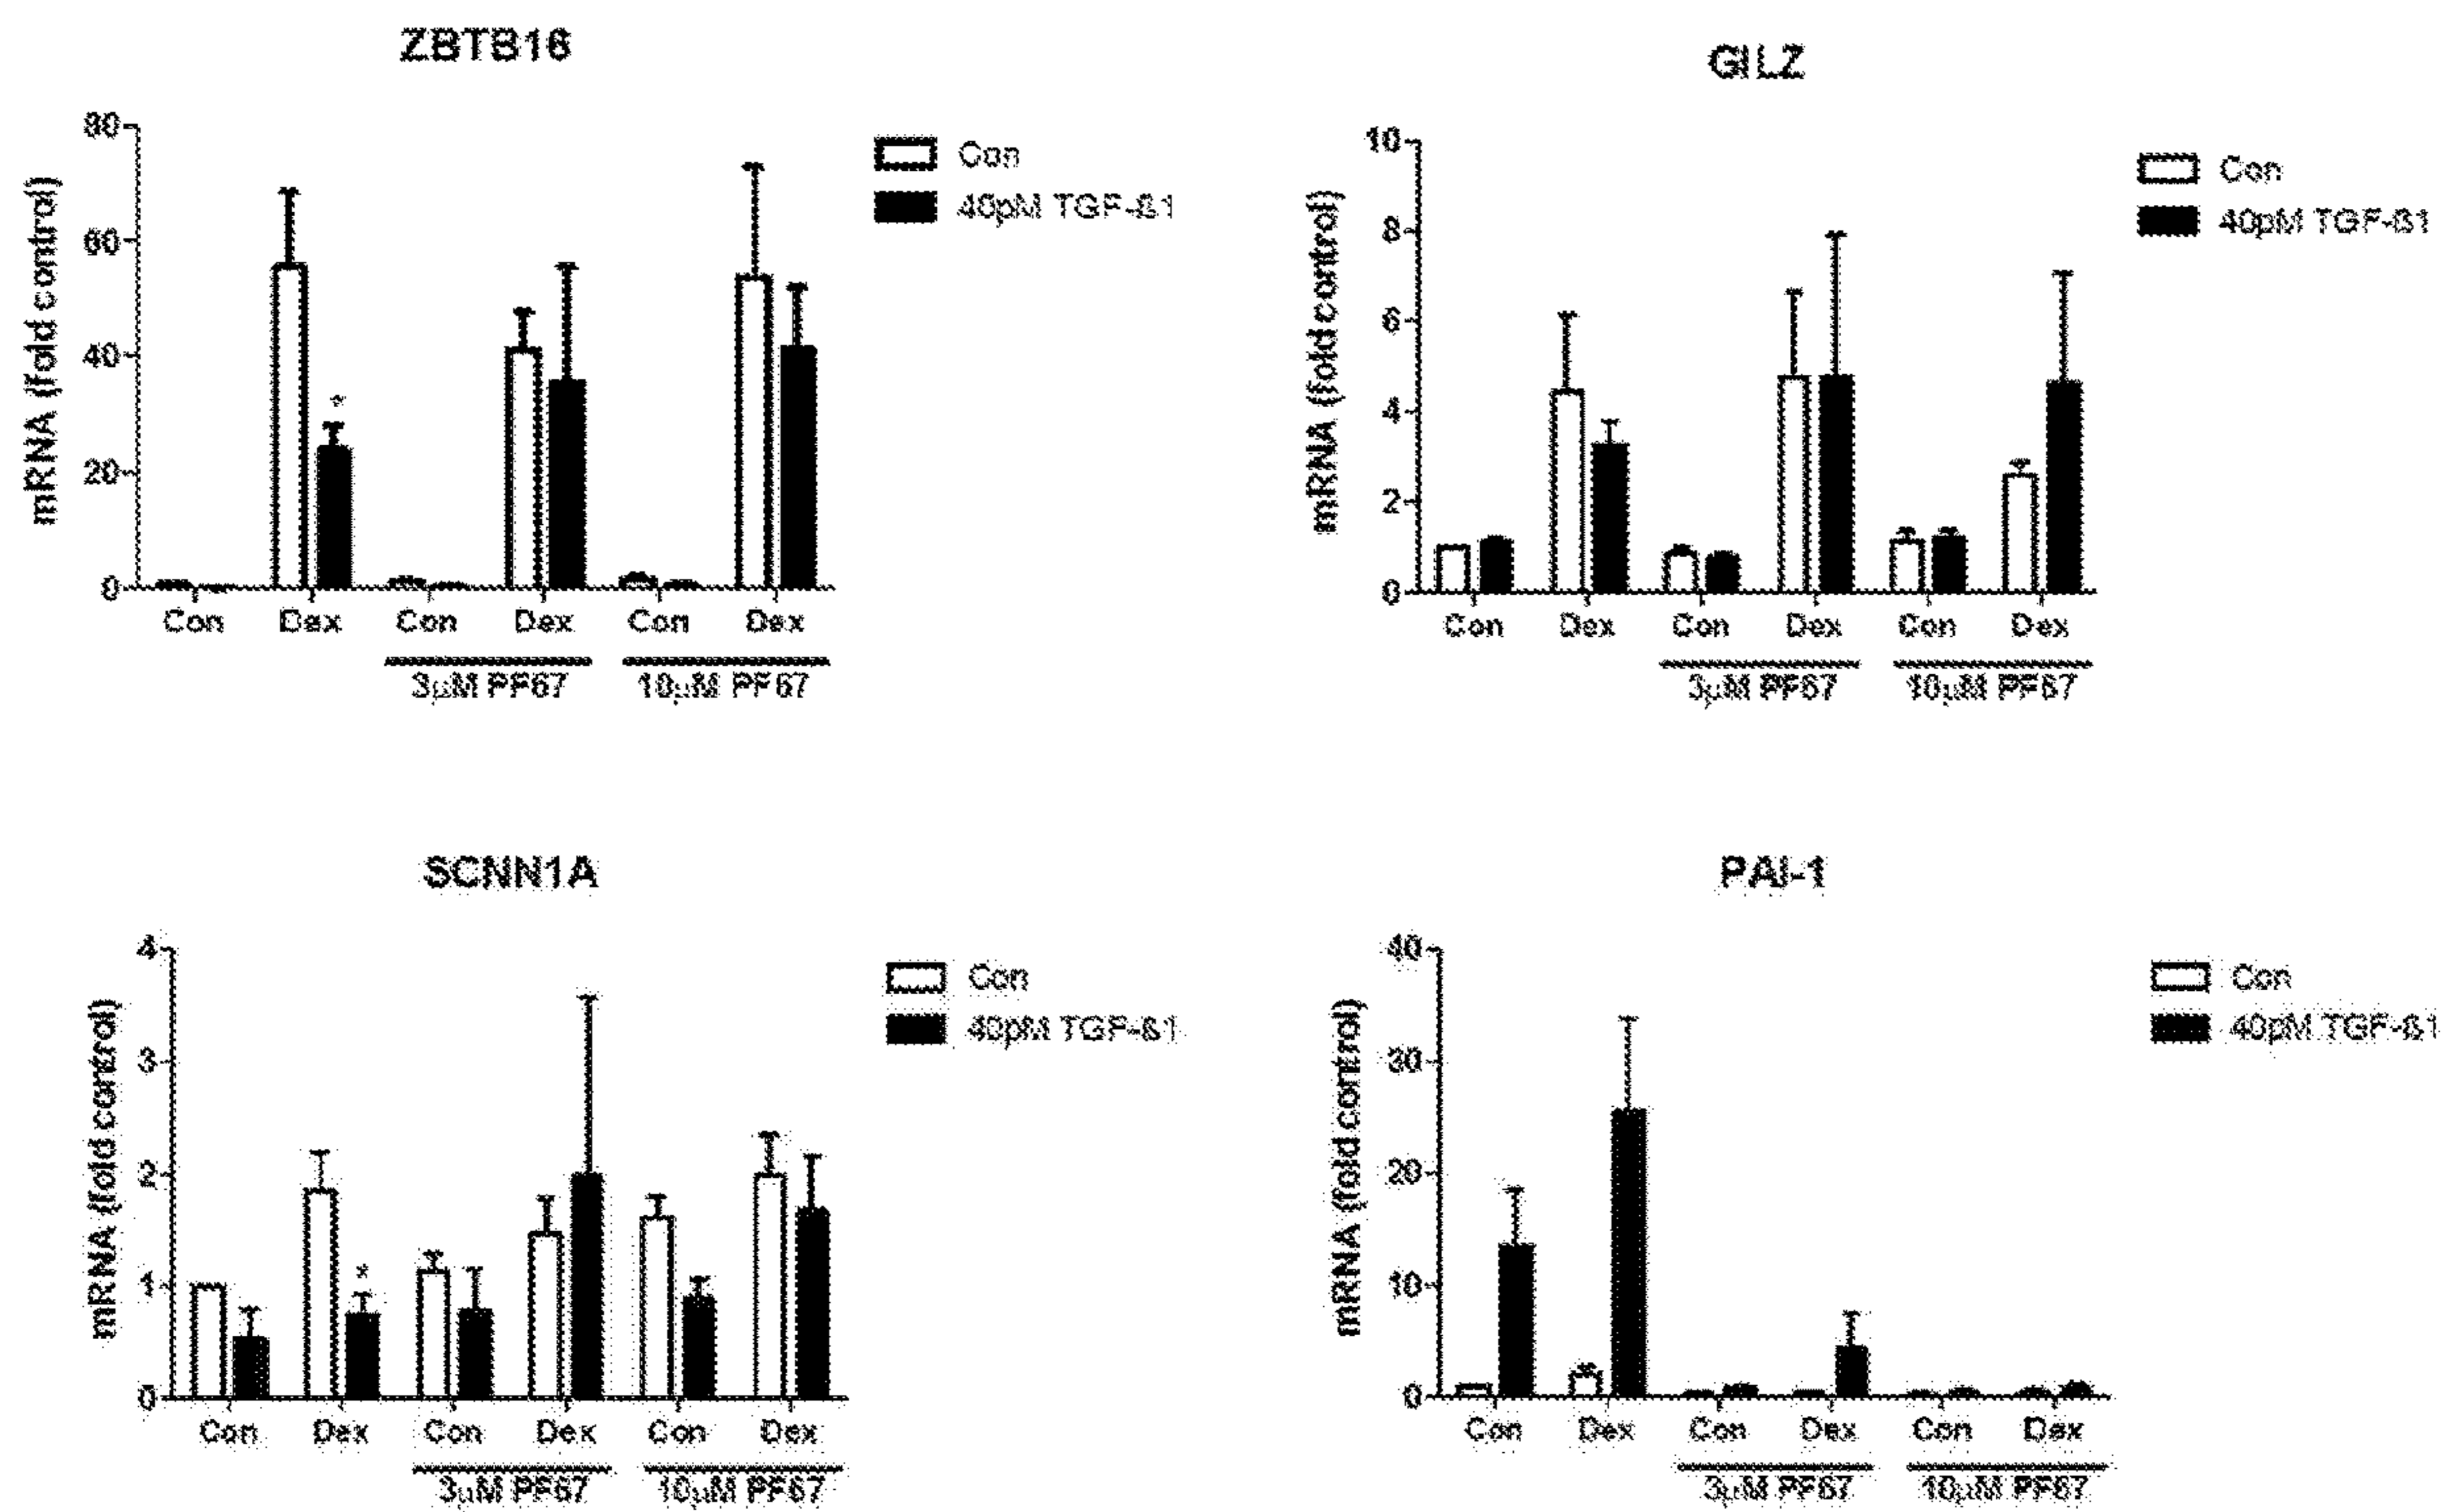 ZBTB16
mRNA (fold control)
80
60
40
20
0
Con
40pM TGF-ß1
Con Dex Con Dex Con Dex
3µM PF67 10µM PF67
GILZ
mRNA (fold control)
10
8
6
4
2
0
Con
40pM TGF-ß1
Con Dex Con Dex Con Dex
3µM PF67 10µM PF67
SCNN1A
mRNA (fold control)
4
3
2
1
0
*
*
Con
40pM TGF-ß1
Con Dex Con Dex Con Dex
3µM PF67 10µM PF67
PAI-1
mRNA (fold control)
40
30
20
10
0
Con
40pM TGF-ß1
Con Dex Con Dex Con Dex
3µM PF67 10µM PF67